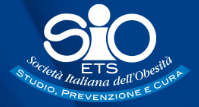 SIO
ETS
Società Italiana dell'Obesità
STUDIO, PREVENZIONE E CURA